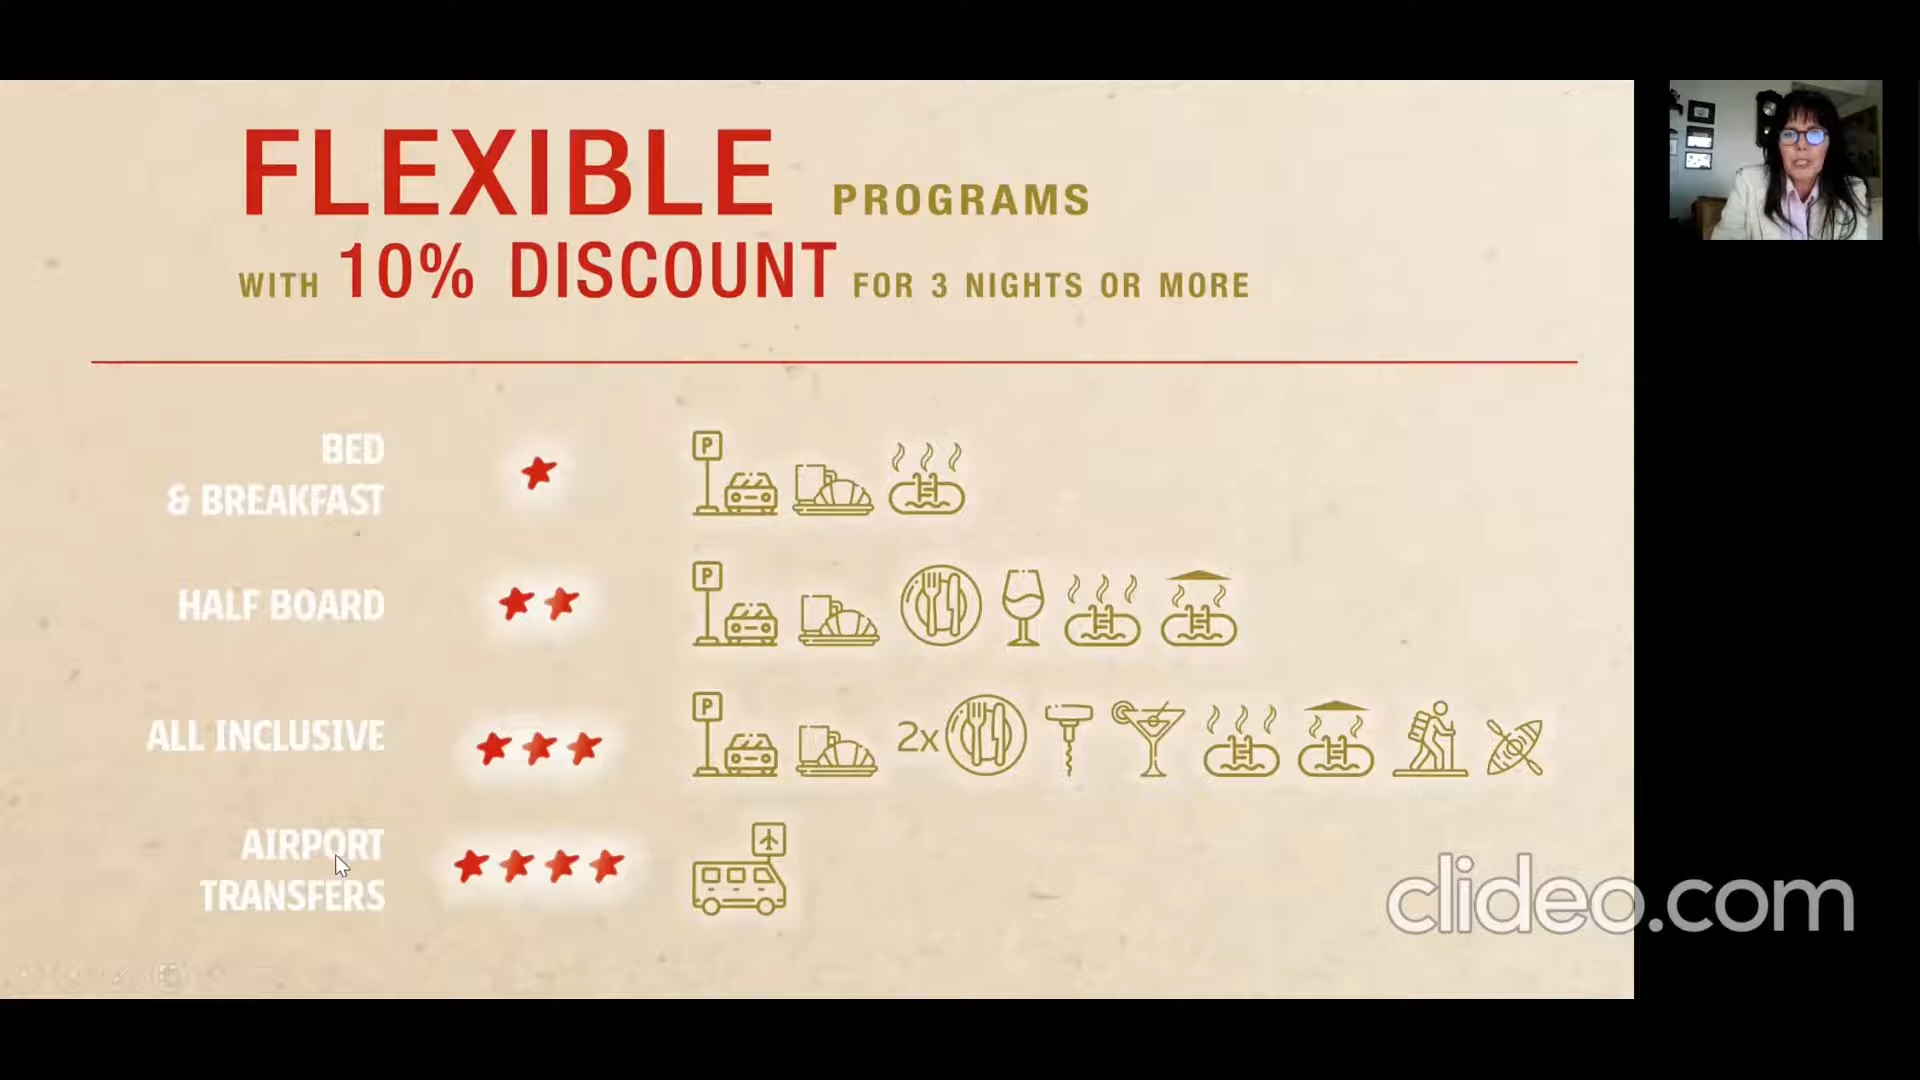 FLEXIBLE PROGRAMS
WITH 10% DISCOUNT FOR 3 NIGHTS OR MORE
BED
& BREAKFAST
P
HALF BOARD
P
ALL INCLUSIVE
P
2x
AIRPORT
TRANSFERS
clideo.com